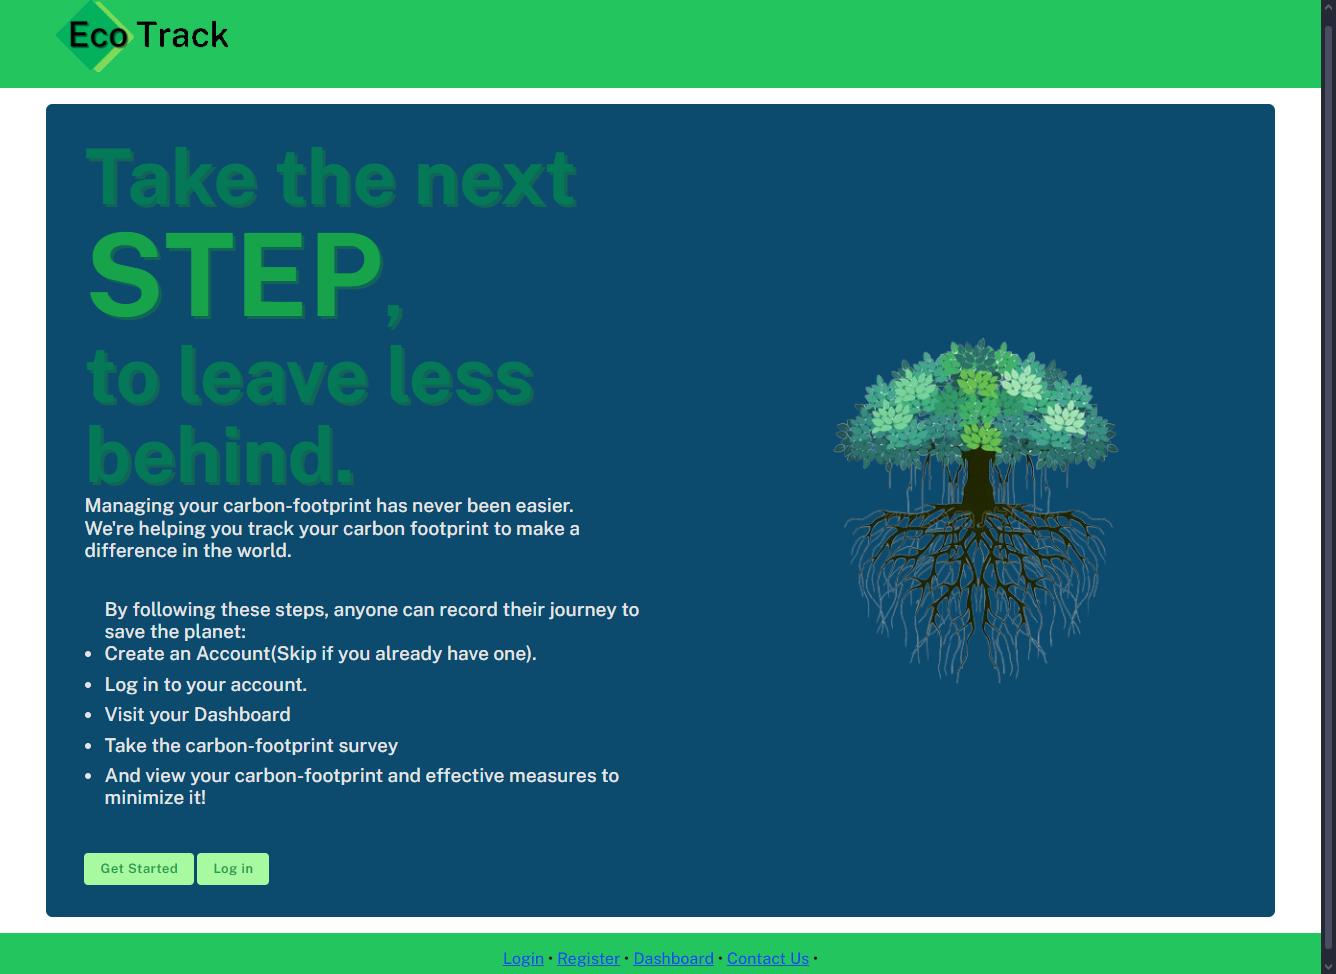 Eco Track
Take the next
STEP,
to leave less
behind.
Managing your carbon-footprint has never been easier.
We're helping you track your carbon footprint to make a
difference in the world.
By following these steps, anyone can record their journey to
save the planet:
• Create an Account(Skip if you already have one).
• Log in to your account.
• Visit your Dashboard
• Take the carbon-footprint survey
• And view your carbon-footprint and effective measures to
minimize it!
Get Started Log in
Login • Register • Dashboard • Contact Us •